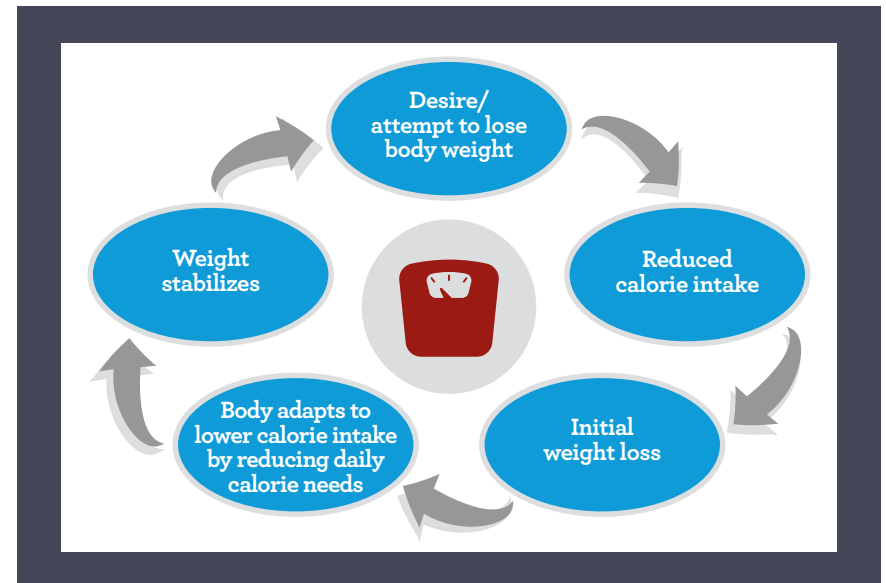 Desire/
attempt to lose
body weight
Reduced
calorie intake
Initial
weight loss
Body adapts to
lower calorie intake
by reducing daily
calorie needs
Weight
stabilizes